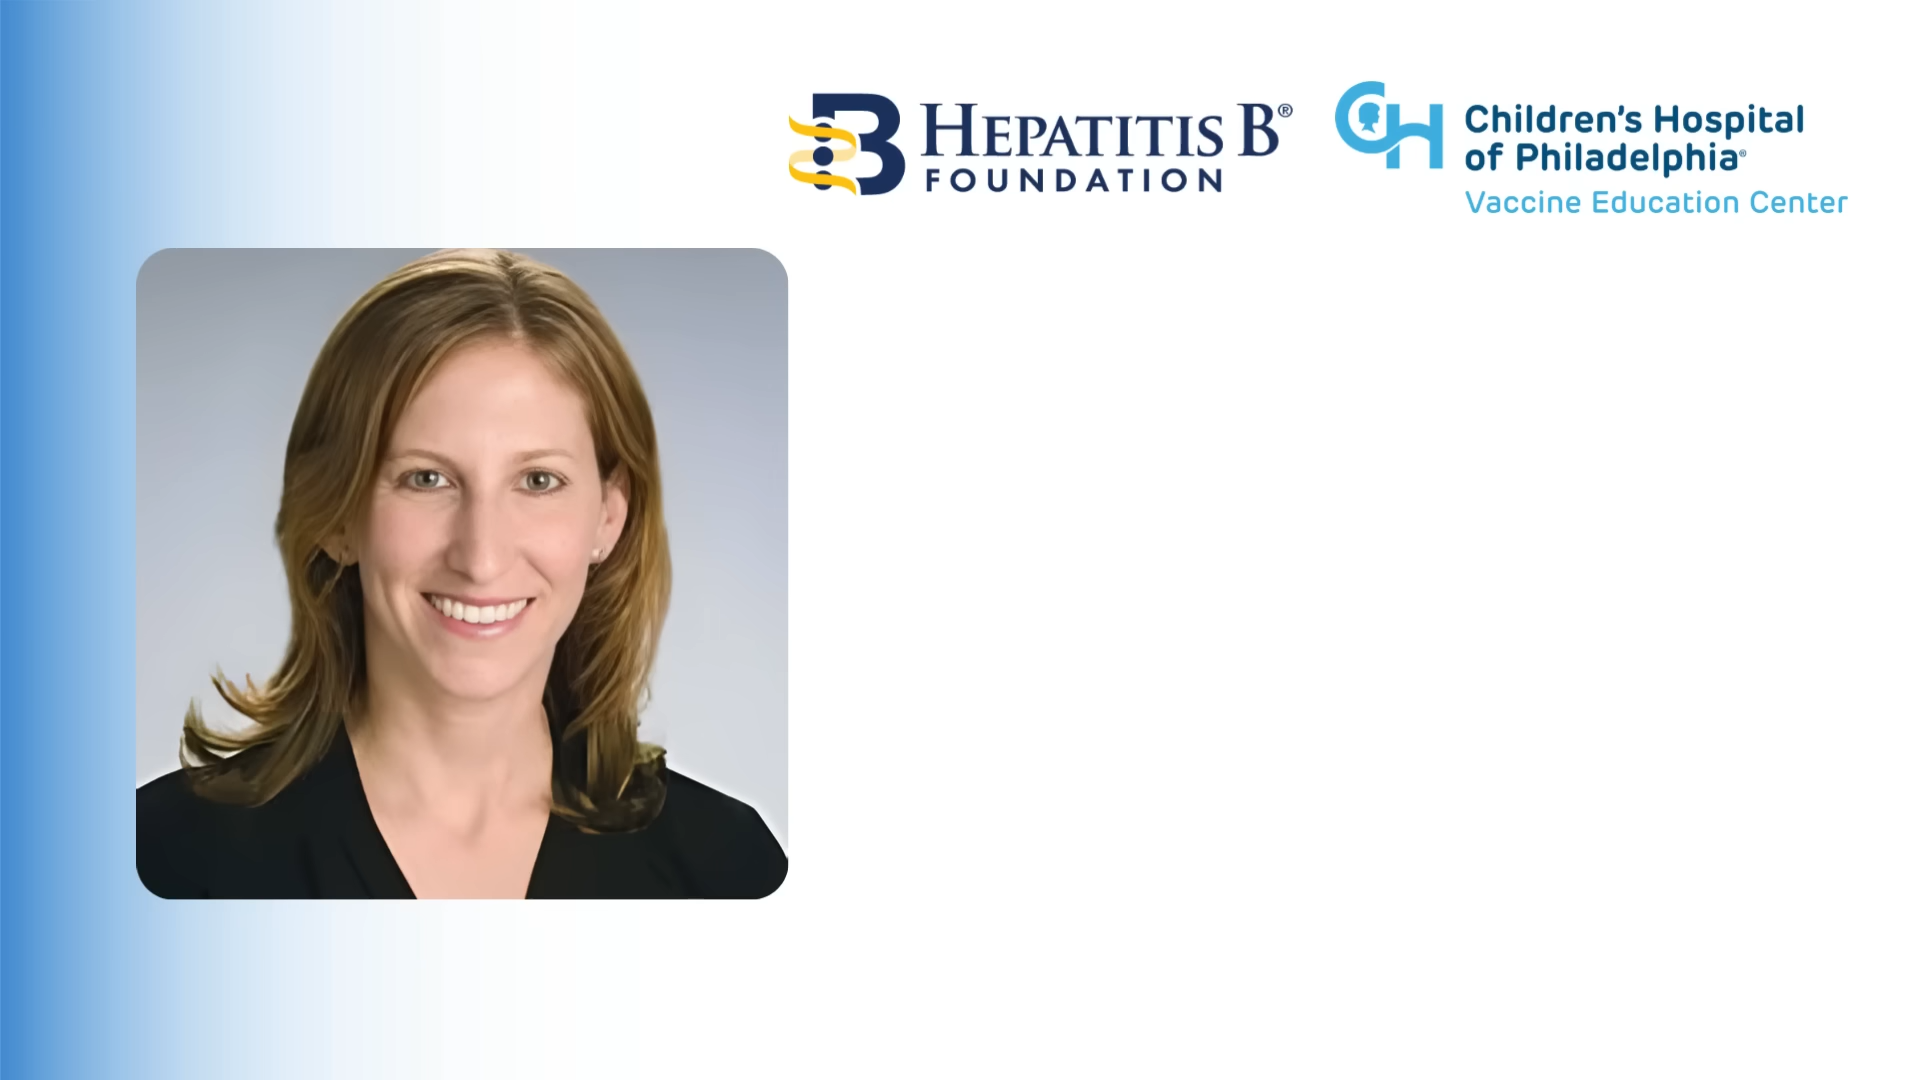 HEPATITIS B®
FOUNDATION
Children's Hospital
of Philadelphia®
Vaccine Education Center